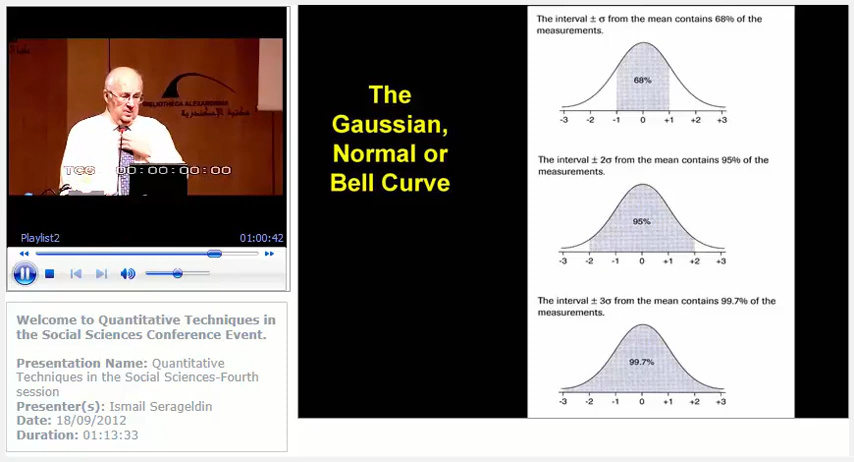 BIBLIOTHECA ALEXANDRINA
مكتبة الإسكندرية
TCG 00:00:00:00
Playlist2 01:00:42
Welcome to Quantitative Techniques in
the Social Sciences Conference Event.
Presentation Name: Quantitative
Techniques in the Social Sciences-Fourth
session
Presenter(s): Ismail Serageldin
Date: 18/09/2012
Duration: 01:13:33
The
Gaussian,
Normal or
Bell Curve
The interval ± σ from the mean contains 68% of the
measurements.
68%
-3 -2 -1 0 +1 +2 +3
The interval ± 2σ from the mean contains 95% of the
measurements.
95%
-3 -2 -1 0 +1 +2 +3
The interval ± 3σ from the mean contains 99.7% of the
measurements.
99.7%
-3 -2 -1 0 +1 +2 +3